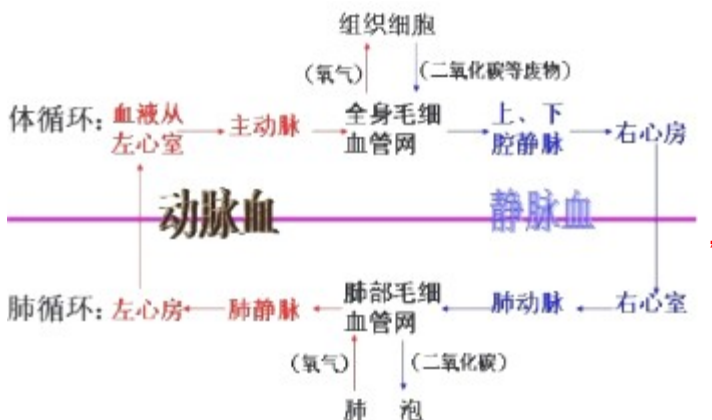 组织细胞
(氧气) (二氧化碳等废物)
体循环: 血液从左心室 主动脉 全身毛细血管网 上、下腔静脉 右心房
动脉血 静脉血
,
肺循环: 左心房 肺静脉 肺部毛细血管网 肺动脉 右心室
(氧气) (二氧化碳)
肺 泡